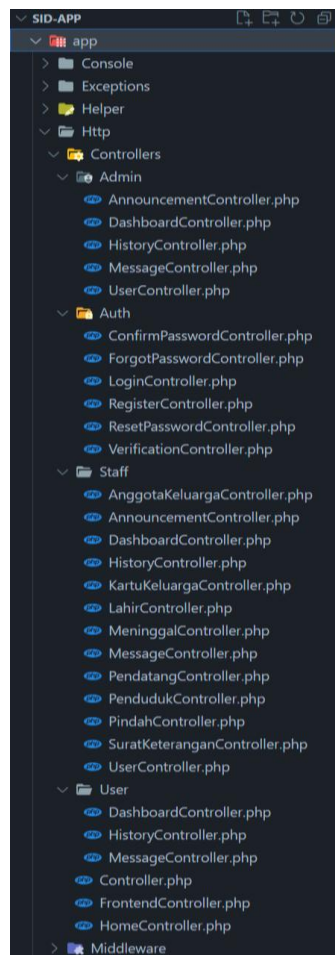 SID-APP
app
Console
Exceptions
Helper
Http
Controllers
Admin
AnnouncementController.php
DashboardController.php
HistoryController.php
MessageController.php
UserController.php
Auth
ConfirmPasswordController.php
ForgotPasswordController.php
LoginController.php
RegisterController.php
ResetPasswordController.php
VerificationController.php
Staff
AnggotaKeluargaController.php
AnnouncementController.php
DashboardController.php
HistoryController.php
KartuKeluargaController.php
LahirController.php
MeninggalController.php
MessageController.php
PendatangController.php
PendudukController.php
PindahController.php
SuratKeteranganController.php
UserController.php
User
DashboardController.php
HistoryController.php
MessageController.php
Controller.php
FrontendController.php
HomeController.php
Middleware